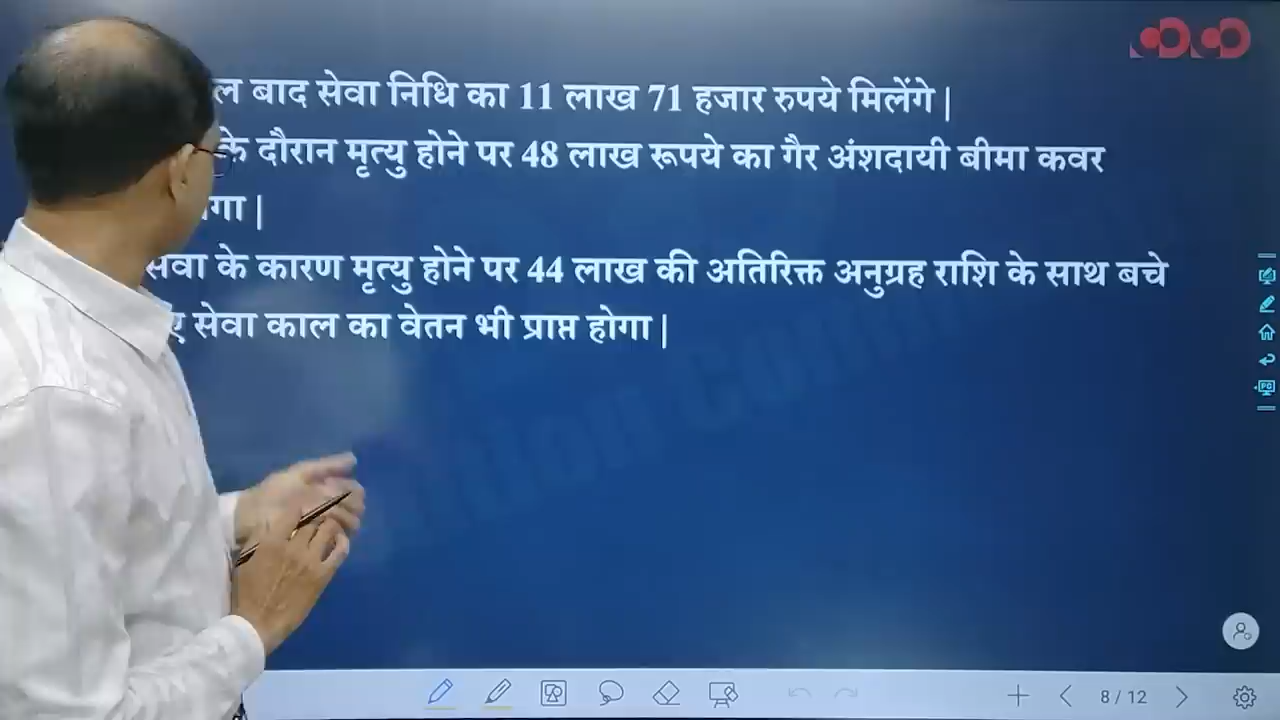 बाद सेवा निधि का 11 लाख 71 हजार रुपये मिलेंगे |
के दौरान मृत्यु होने पर 48 लाख रूपये का गैर अंशदायी बीमा कवर
सेवा के कारण मृत्यु होने पर 44 लाख की अतिरिक्त अनुग्रह राशि के साथ बचे
सेवा काल का वेतन भी प्राप्त होगा |
8 / 12